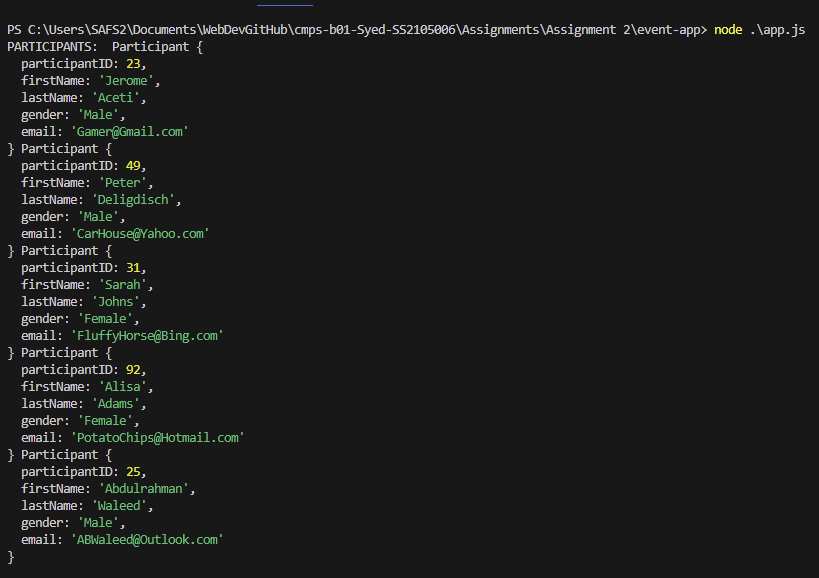 PS C:\Users\SAFS2\Documents\WebDevGitHub\cmps-b01-Syed-SS2105006\Assignments\Assignment 2\event-app> node .\app.js
PARTICIPANTS:  Participant {
  participantID: 23,
  firstName: 'Jerome',
  lastName: 'Aceti',
  gender: 'Male',
  email: 'Gamer@Gmail.com'
} Participant {
  participantID: 49,
  firstName: 'Peter',
  lastName: 'Deligdisch',
  gender: 'Male',
  email: 'CarHouse@Yahoo.com'
} Participant {
  participantID: 31,
  firstName: 'Sarah',
  lastName: 'Johns',
  gender: 'Female',
  email: 'FluffyHorse@Bing.com'
} Participant {
  participantID: 92,
  firstName: 'Alisa',
  lastName: 'Adams',
  gender: 'Female',
  email: 'PotatoChips@Hotmail.com'
} Participant {
  participantID: 25,
  firstName: 'Abdulrahman',
  lastName: 'Waleed',
  gender: 'Male',
  email: 'ABWaleed@Outlook.com'
}